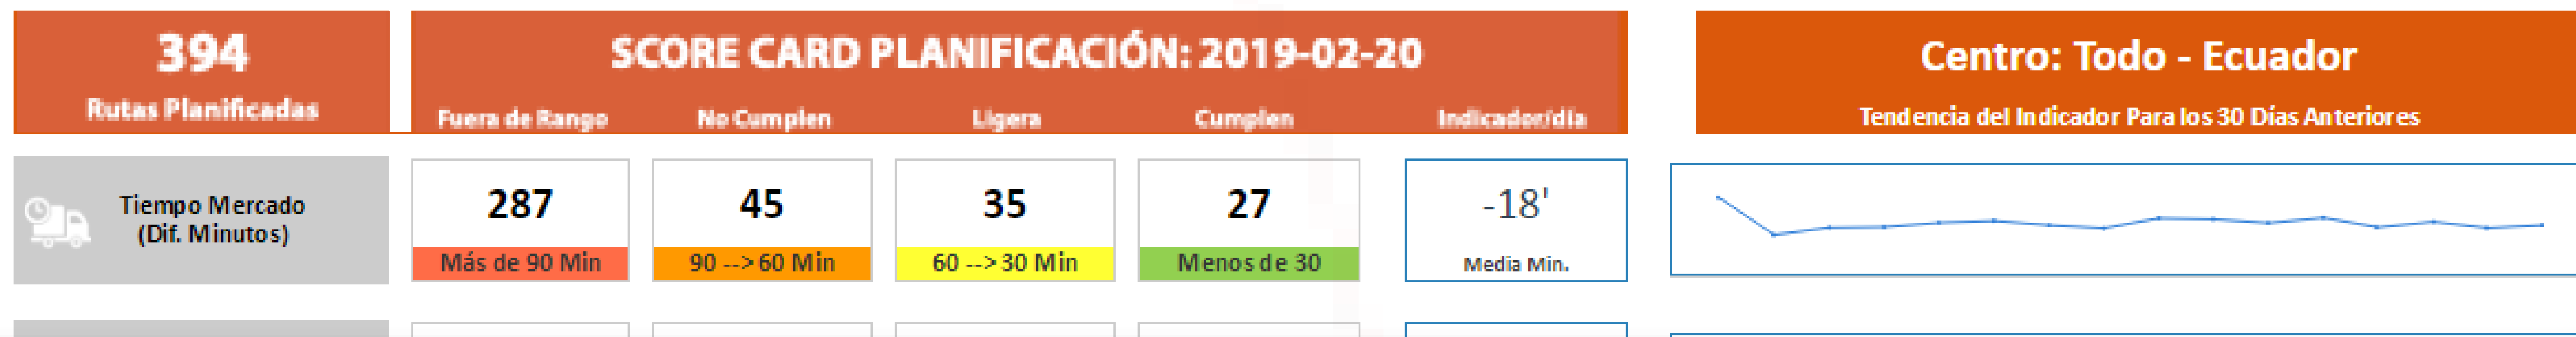 394
Rutas Planificadas
SCORE CARD PLANIFICACIÓN: 2019-02-20
Fuera de Rango No Cumplen Ligera Cumplen Indicador/día
Centro: Todo - Ecuador
Tendencia del Indicador Para los 30 Días Anteriores
Tiempo Mercado
(Dif. Minutos)
287 45 35 27 -18'
Más de 90 Min 90 --> 60 Min 60 --> 30 Min Menos de 30 Media Min.